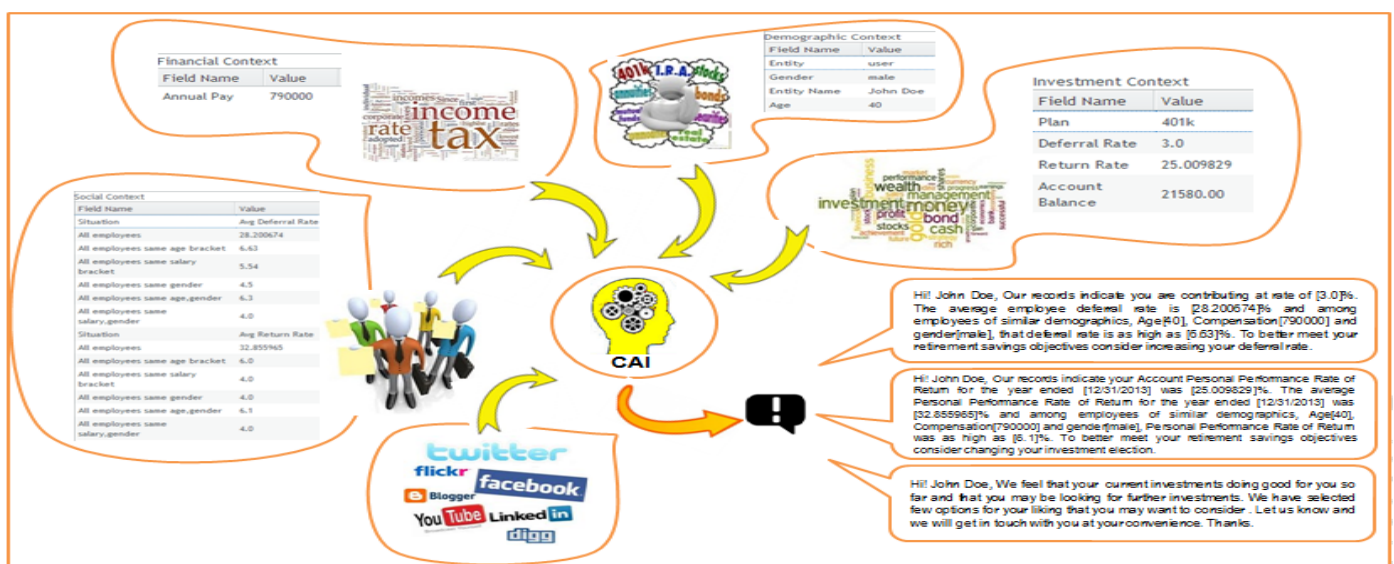 Financial Context
Field Name Value
Annual Pay 790000
income
tax
rate
incomes
corporate
adopted
Demographic Context
Field Name Value
Entity user
Gender male
Entity Name John Doe
Age 40
401k I.R.A. stocks
annuities
bonds
mutual
funds
real
estate
Investment Context
Field Name Value
Plan 401k
Deferral Rate 3.0
Return Rate 25.009829
Account
Balance 21580.00
business
performance
wealth
management
investment money
profit
bond
gold
stocks
cash
achievement
future
rich
Social Context
Field Name Value
Situation Avg Deferral Rate
All employees 28.200674
All employees same age bracket 6.63
All employees same salary
bracket 5.54
All employees same gender 4.5
All employees same age,gender 6.3
All employees same
salary,gender 4.0
Situation Avg Return Rate
All employees 32.855965
All employees same age bracket 6.0
All employees same salary
bracket 4.0
All employees same gender 4.0
All employees same age,gender 6.1
All employees same
salary,gender 4.0
CAI
twitter
flickr
facebook
Blogger
YouTube
Linked in
digg
Hi! John Doe, Our records indicate you are contributing at rate of [3.0]%.
The average employee deferral rate is [28.200674]% and among
employees of similar demographics, Age[40], Compensation[790000] and
gender[male], that deferral rate is as high as [6.63]%. To better meet your
retirement savings objectives consider increasing your deferral rate.
Hi! John Doe, Our records indicate your Account Personal Performance Rate of
Return for the year ended [12/31/2013] was [25.009829]%. The average
Personal Performance Rate of Return for the year ended [12/31/2013] was
[32.855965]% and among employees of similar demographics, Age[40],
Compensation[790000] and gender[male], Personal Performance Rate of Return
was as high as [6.1]%. To better meet your retirement savings objectives
consider changing your investment election.
Hi! John Doe, We feel that your current investments doing good for you so
far and that you may be looking for further investments. We have selected
few options for your liking that you may want to consider . Let us know and
we will get in touch with you at your convenience. Thanks.